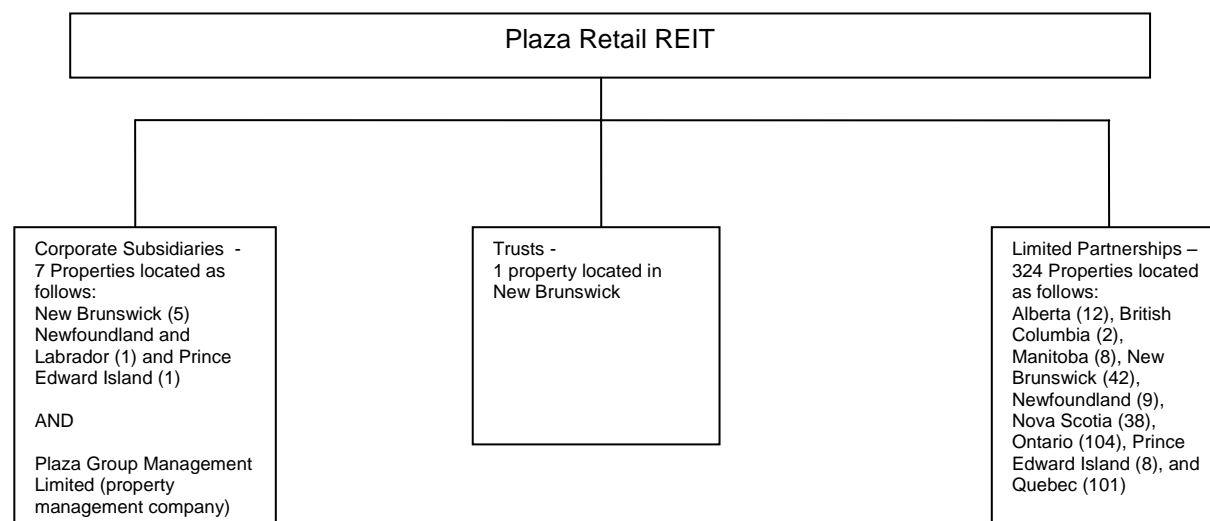 Plaza Retail REIT
Corporate Subsidiaries -
7 Properties located as
follows:
New Brunswick (5)
Newfoundland and
Labrador (1) and Prince
Edward Island (1)
AND
Plaza Group Management
Limited (property
management company)
Trusts -
1 property located in
New Brunswick
Limited Partnerships –
324 Properties located
as follows:
Alberta (12), British
Columbia (2),
Manitoba (8), New
Brunswick (42),
Newfoundland (9),
Nova Scotia (38),
Ontario (104), Prince
Edward Island (8), and
Quebec (101)